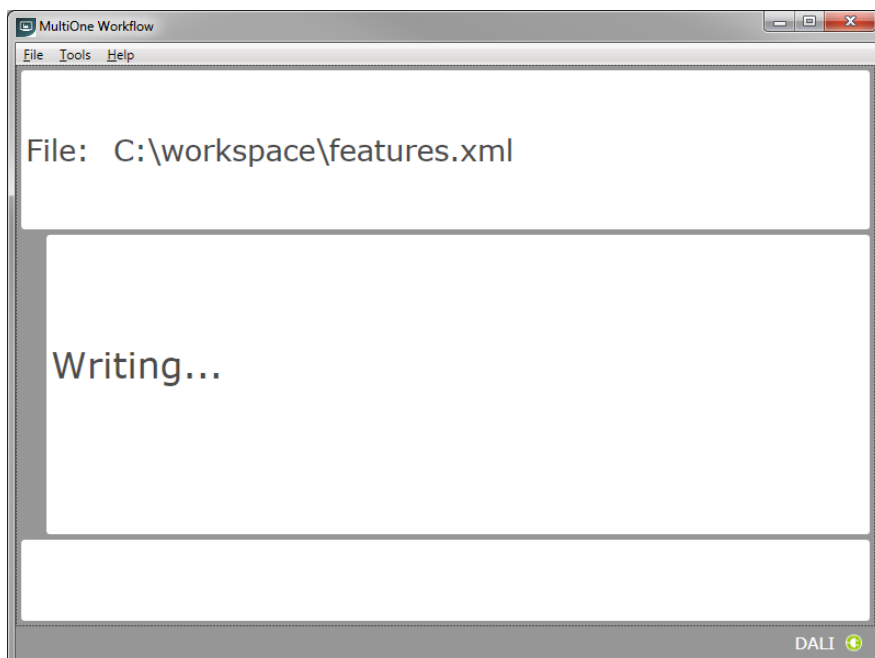 MultiOne Workflow
File Tools Help
File: C:\workspace\features.xml
Writing...
DALI